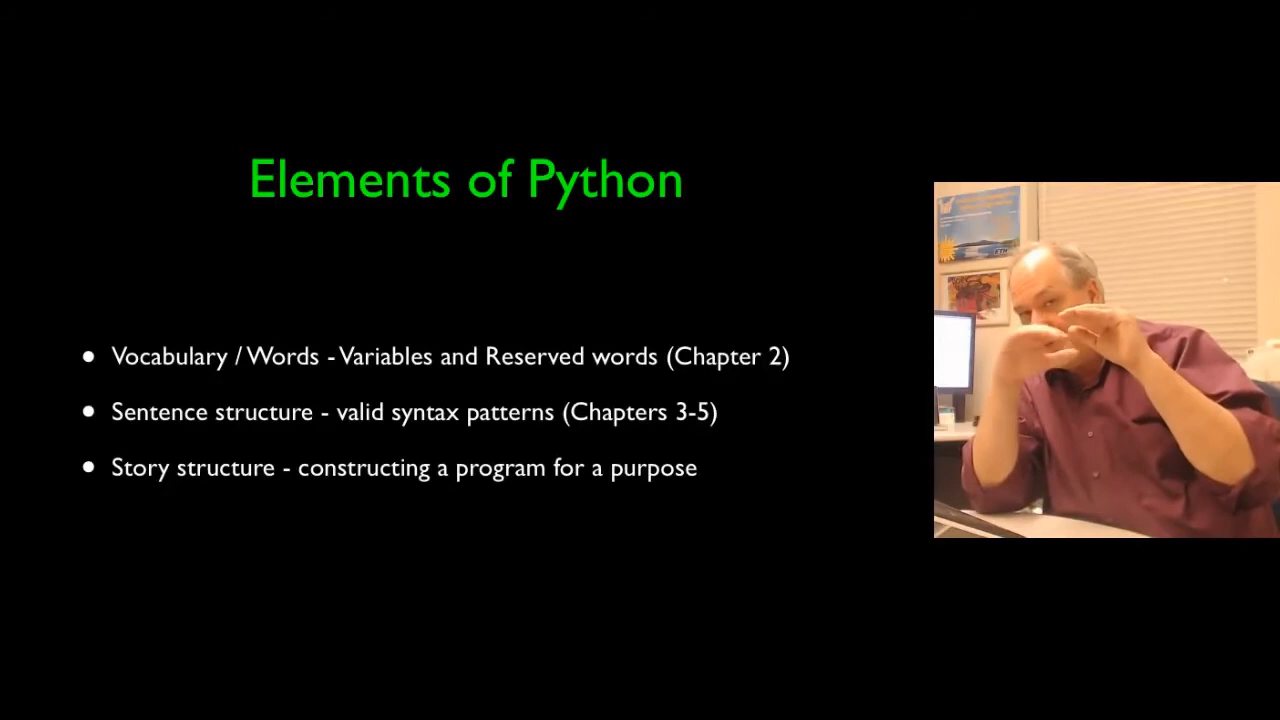 Elements of Python
● Vocabulary / Words - Variables and Reserved words (Chapter 2)
● Sentence structure - valid syntax patterns (Chapters 3-5)
● Story structure - constructing a program for a purpose